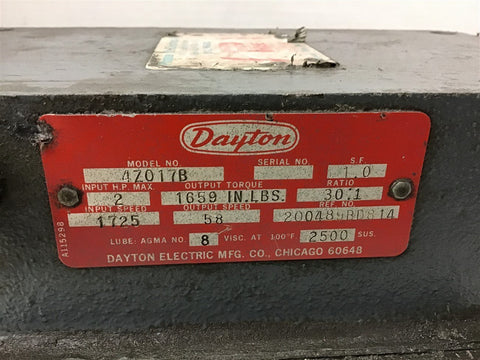 Dayton
MODEL NO. SERIAL NO. S.F.
4Z017B 1.0
INPUT H.P. MAX. OUTPUT TORQUE RATIO
2 1659 IN.LBS. 30:1
INPUT SPEED OUTPUT SPEED REF. NO.
1725 58
LUBE: AGMA NO. 8 VISC. AT 100°F 2500 SUS.
DAYTON ELECTRIC MFG. CO., CHICAGO 60648
A115298